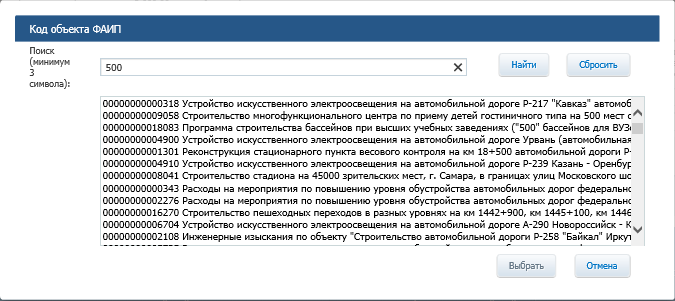 Код объекта ФАИП
Поиск
(минимум
3
символа):
500
Найти
Сбросить
00000000000318 Устройство искусственного электроосвещения на автомобильной дороге Р-217 "Кавказ" автомоб
00000000009058 Строительство многофункционального центра по приему детей гостиничного типа на 500 мест с
00000000018083 Программа строительства бассейнов при высших учебных заведениях ("500" бассейнов для ВУЗ
00000000004900 Устройство искусственного электроосвещения на автомобильной дороге Урвань (автомобильная
00000000001301 Реконструкция стационарного пункта весового контроля на км 18+500 автомобильной дороги Р-
00000000004910 Устройство искусственного электроосвещения на автомобильной дороге Р-239 Казань - Оренбур
00000000008041 Строительство стадиона на 45000 зрительских мест, г. Самара, в границах улиц Московского шо
00000000000343 Расходы на мероприятия по повышению уровня обустройства автомобильных дорог федерально
00000000002276 Расходы на мероприятия по повышению уровня обустройства автомобильных дорог федерально
00000000016270 Строительство пешеходных переходов в разных уровнях на км 1442+900, км 1445+100, км 1446
00000000006704 Устройство искусственного электроосвещения на автомобильной дороге А-290 Новороссийск - К
00000000002108 Инженерные изыскания по объекту "Строительство автомобильной дороги Р-258 "Байкал" Иркут
Выбрать
Отмена